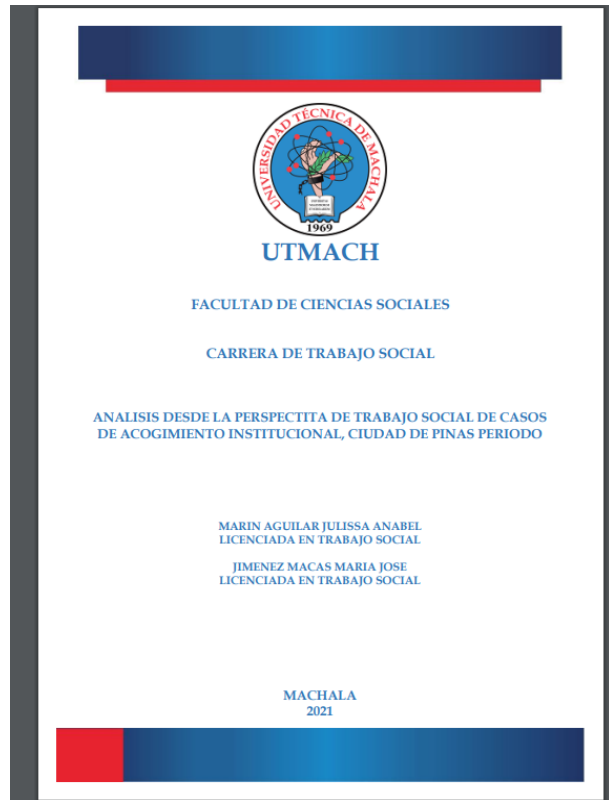 UNIVERSIDAD TÉCNICA DE MACHALA
1969
UTMACH
FACULTAD DE CIENCIAS SOCIALES
CARRERA DE TRABAJO SOCIAL
ANALISIS DESDE LA PERSPECTITA DE TRABAJO SOCIAL DE CASOS
DE ACOGIMIENTO INSTITUCIONAL, CIUDAD DE PINAS PERIODO
MARIN AGUILAR JULISSA ANABEL
LICENCIADA EN TRABAJO SOCIAL
JIMENEZ MACAS MARIA JOSE
LICENCIADA EN TRABAJO SOCIAL
MACHALA
2021